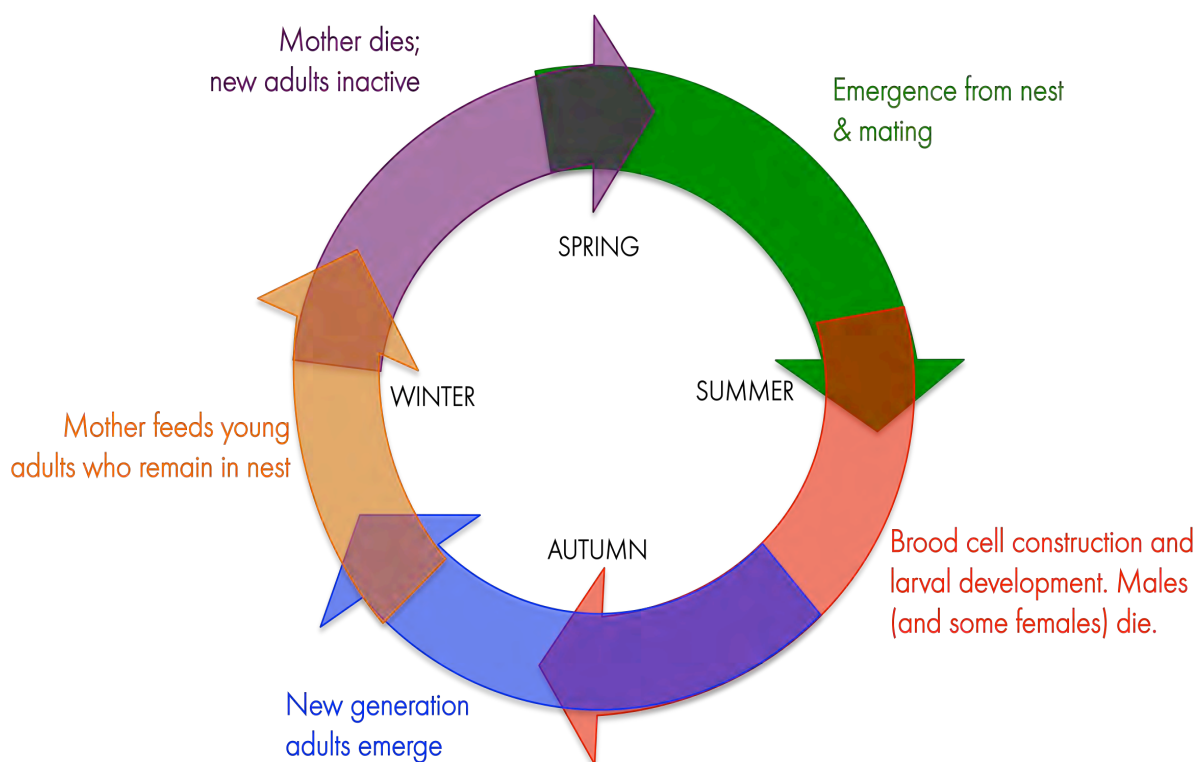 Mother dies;
new adults inactive
Emergence from nest
& mating
SPRING
WINTER
SUMMER
Mother feeds young
adults who remain in nest
AUTUMN
Brood cell construction and
larval development. Males
(and some females) die.
New generation
adults emerge